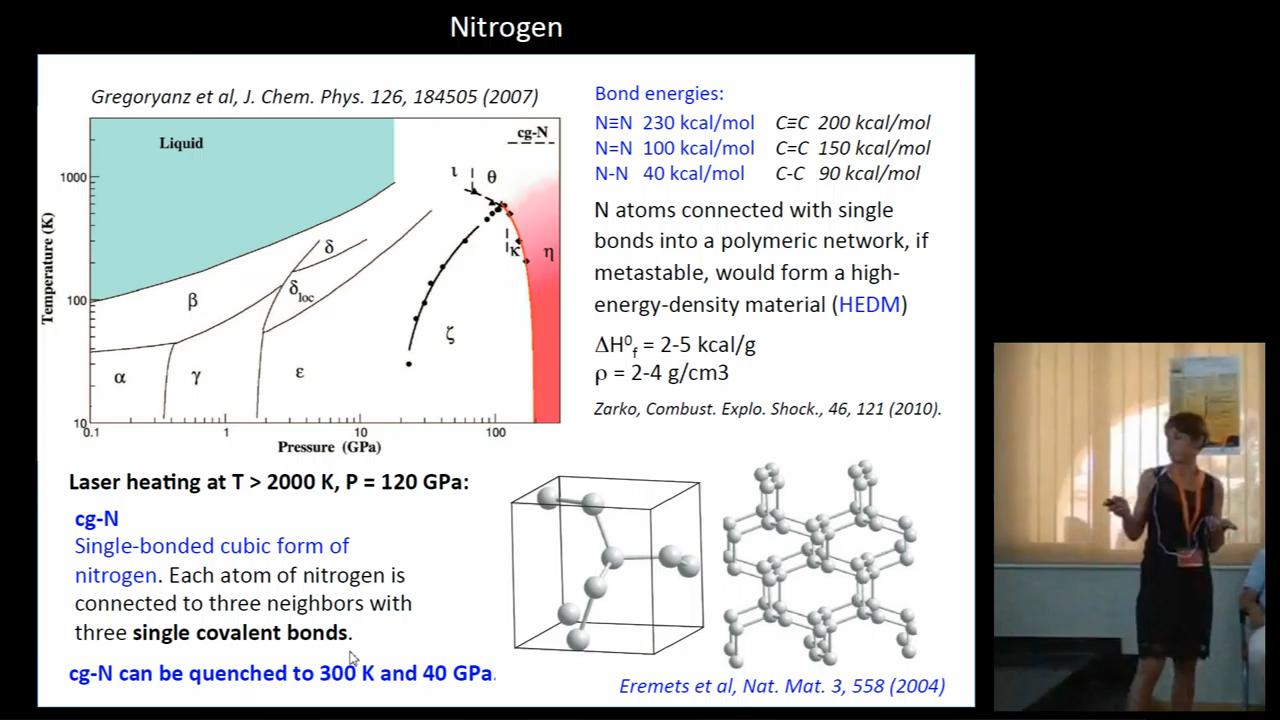 Nitrogen
Gregoryanz et al, J. Chem. Phys. 126, 184505 (2007)
Liquid
cg-N
ι
θ
1000
δ
κ
η
δloc
100
β
ζ
α
γ
ε
10
0.1
1
10
100
Temperature (K)
Pressure (GPa)
Bond energies:
N≡N 230 kcal/mol C≡C 200 kcal/mol
N=N 100 kcal/mol C=C 150 kcal/mol
N-N 40 kcal/mol C-C 90 kcal/mol
N atoms connected with single
bonds into a polymeric network, if
metastable, would form a high-
energy-density material (HEDM)
ΔH⁰f = 2-5 kcal/g
ρ = 2-4 g/cm3
Zarko, Combust. Explo. Shock., 46, 121 (2010).
Laser heating at T > 2000 K, P = 120 GPa:
cg-N
Single-bonded cubic form of
nitrogen. Each atom of nitrogen is
connected to three neighbors with
three single covalent bonds.
cg-N can be quenched to 300 K and 40 GPa.
Eremets et al, Nat. Mat. 3, 558 (2004)